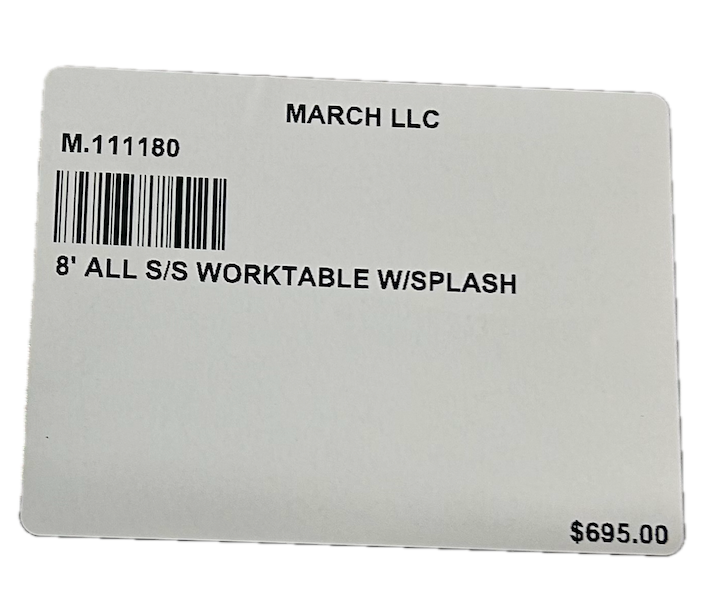 MARCH LLC
M.111180
8' ALL S/S WORKTABLE W/SPLASH
$695.00